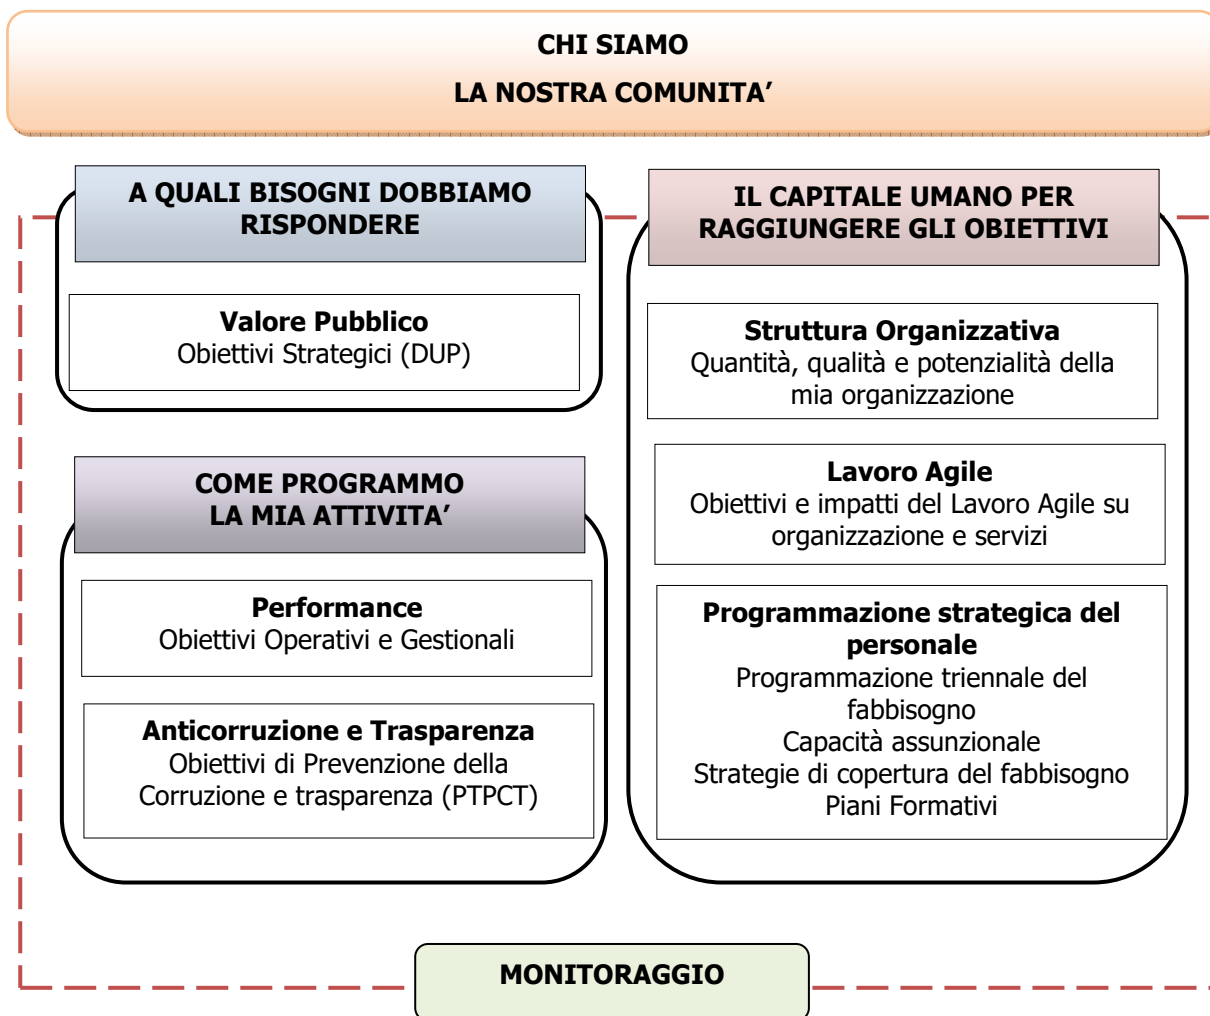 CHI SIAMO
LA NOSTRA COMUNITA’
A QUALI BISOGNI DOBBIAMO
RISPONDERE
Valore Pubblico
Obiettivi Strategici (DUP)
COME PROGRAMMO
LA MIA ATTIVITA’
Performance
Obiettivi Operativi e Gestionali
Anticorruzione e Trasparenza
Obiettivi di Prevenzione della
Corruzione e trasparenza (PTPCT)
IL CAPITALE UMANO PER
RAGGIUNGERE GLI OBIETTIVI
Struttura Organizzativa
Quantità, qualità e potenzialità della
mia organizzazione
Lavoro Agile
Obiettivi e impatti del Lavoro Agile su
organizzazione e servizi
Programmazione strategica del
personale
Programmazione triennale del
fabbisogno
Capacità assunzionale
Strategie di copertura del fabbisogno
Piani Formativi
MONITORAGGIO